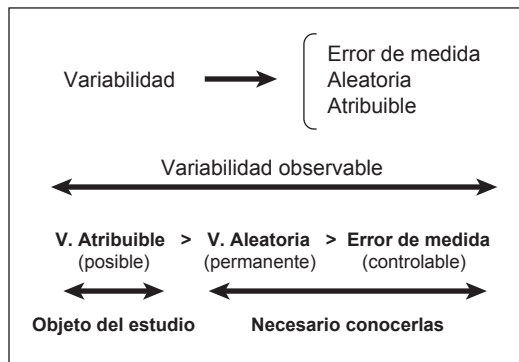 Error de medida
Variabilidad Aleatoria
Atribuible
Variabilidad observable
V. Atribuible > V. Aleatoria > Error de medida
(posible) (permanente) (controlable)
Objeto del estudio Necesario conocerlas